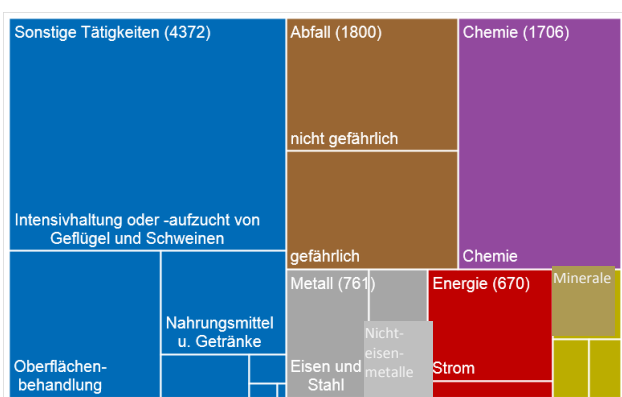 Sonstige Tätigkeiten (4372)
Intensivhaltung oder -aufzucht von
Geflügel und Schweinen
Oberflächen-
behandlung
Nahrungsmittel
u. Getränke
Abfall (1800)
nicht gefährlich
gefährlich
Chemie (1706)
Chemie
Metall (761)
Eisen und
Stahl
Nicht-
eisen-
metalle
Energie (670)
Strom
Minerale